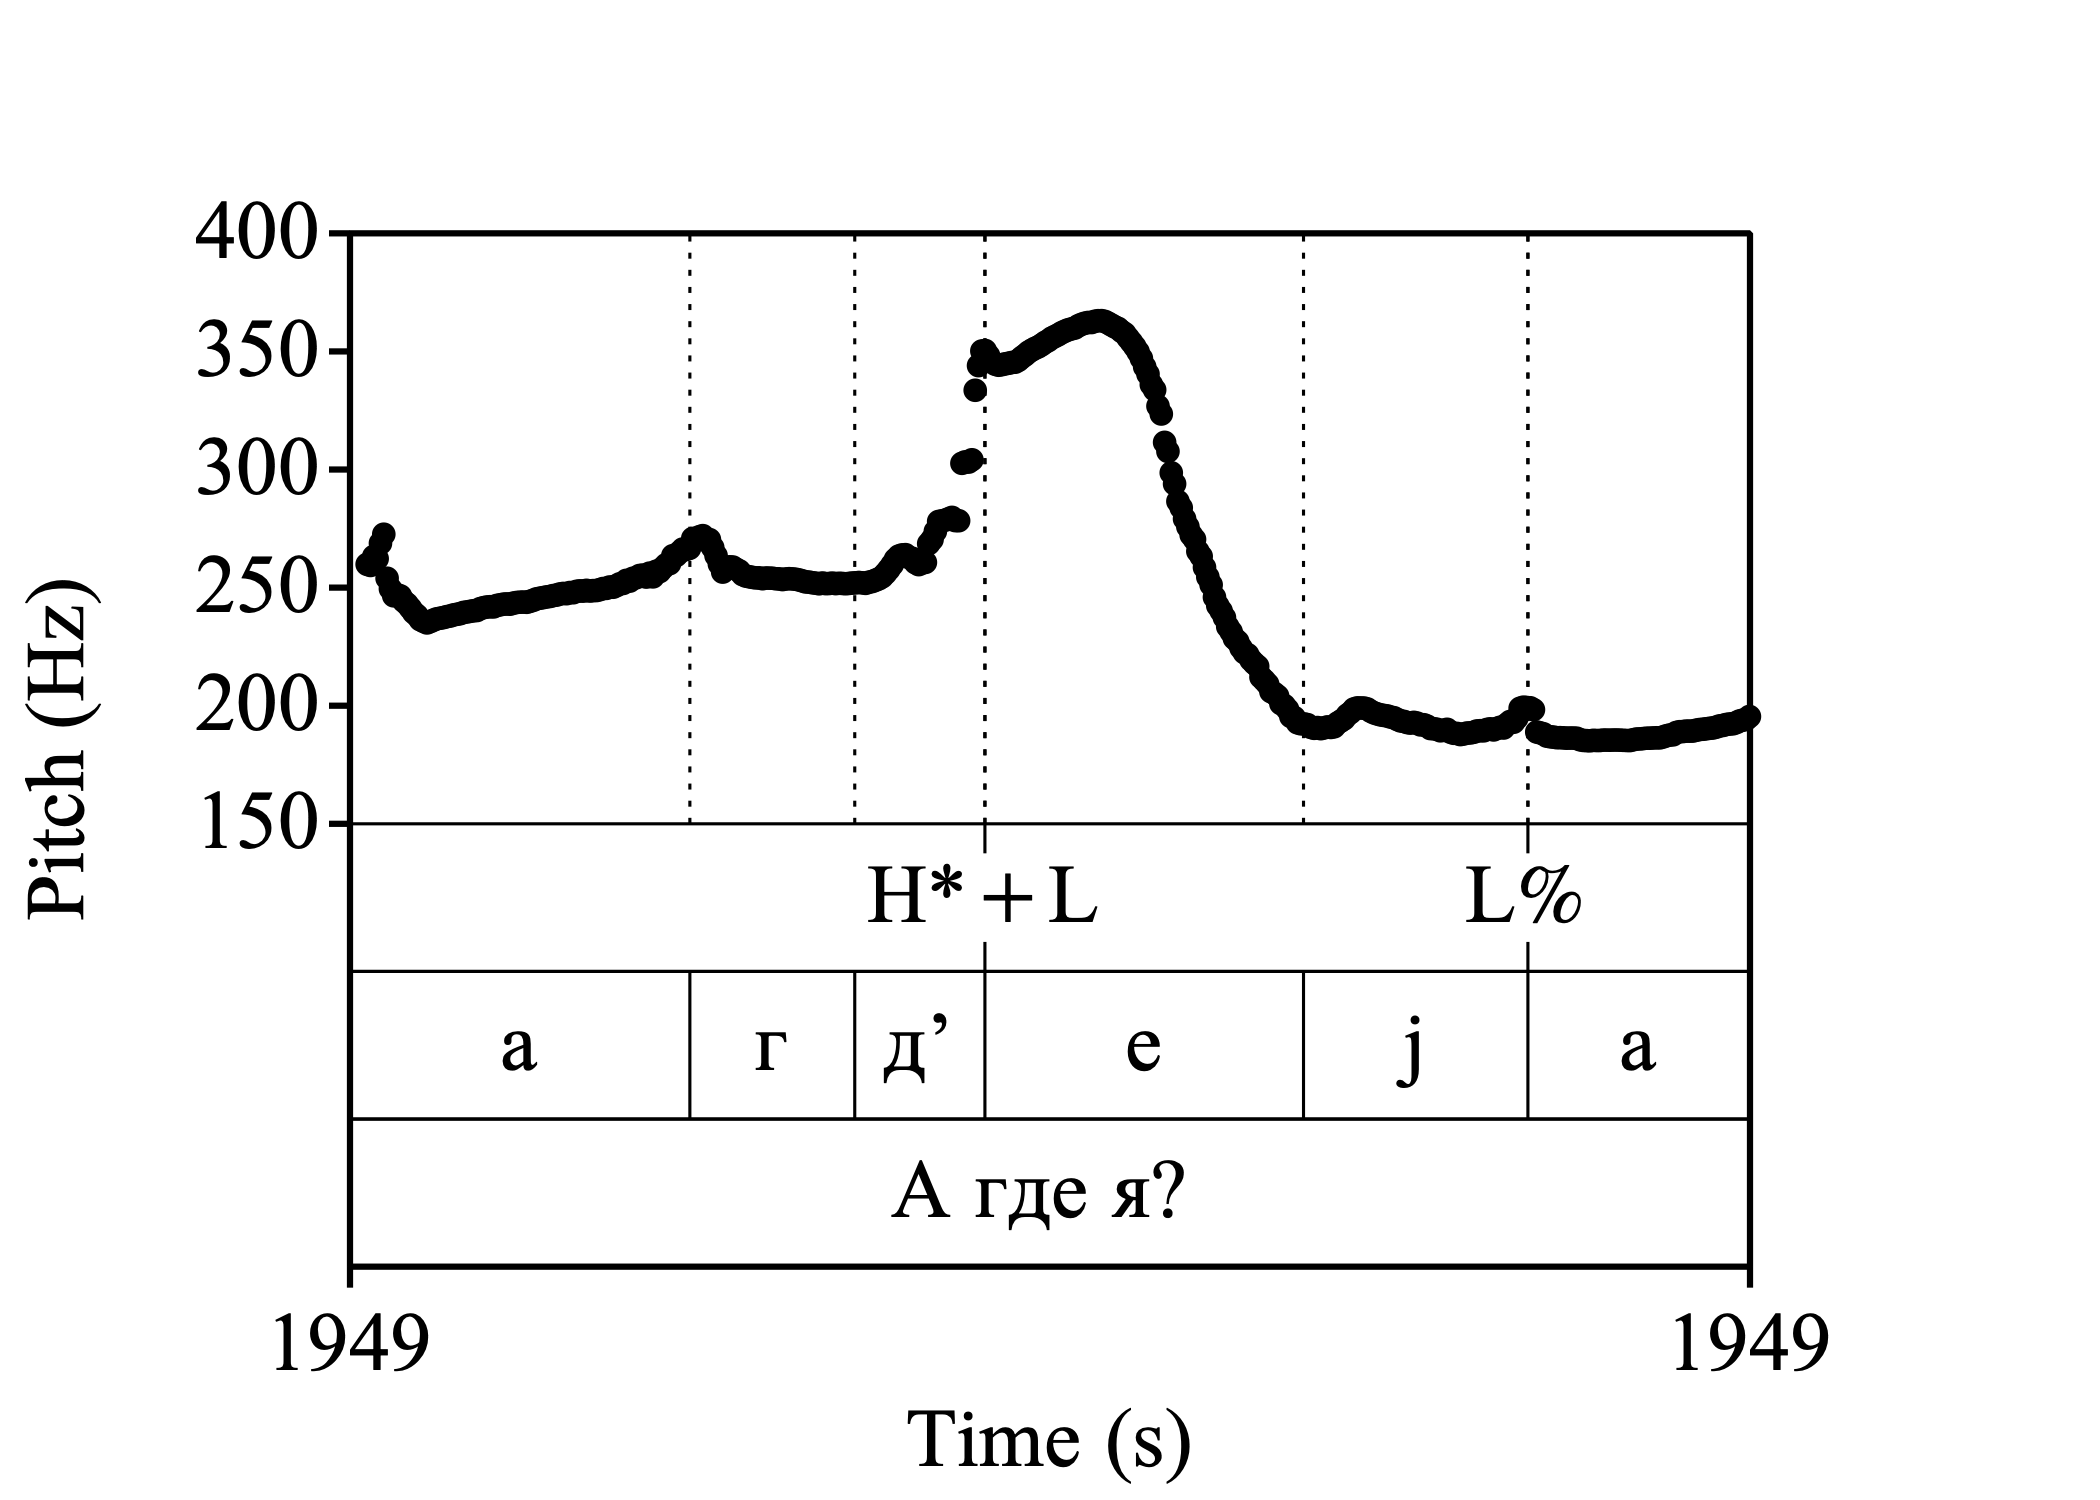 400
350
300
250
200
150
Pitch (Hz)
H*+L L%
а г д’ е j а
А где я?
1949 1949
Time (s)